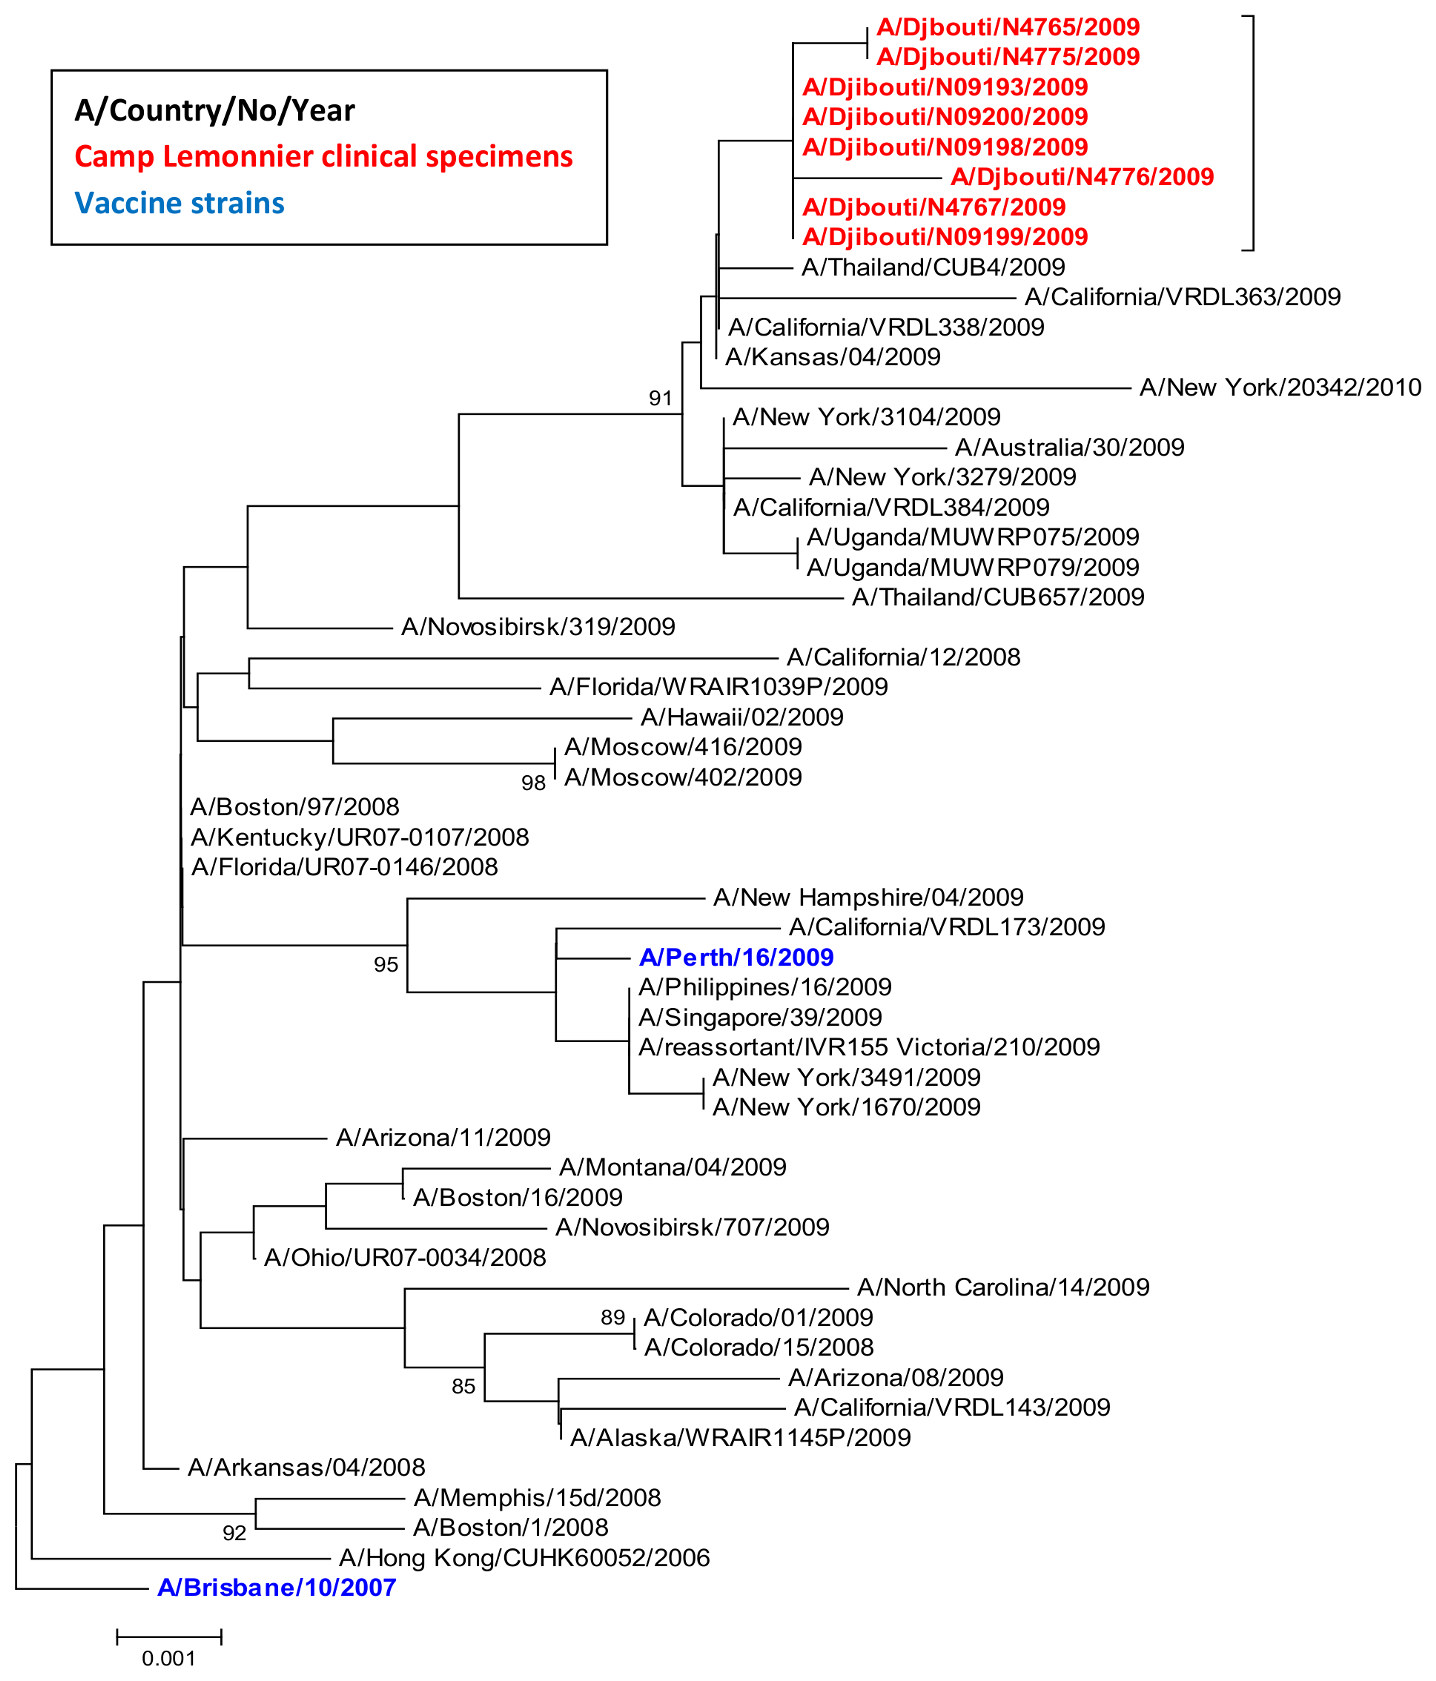 A/Country/No/Year
Camp Lemonnier clinical specimens
Vaccine strains
A/Djbouti/N4765/2009
A/Djbouti/N4775/2009
A/Djibouti/N09193/2009
A/Djibouti/N09200/2009
A/Djibouti/N09198/2009
A/Djbouti/N4776/2009
A/Djbouti/N4767/2009
A/Djibouti/N09199/2009
A/Thailand/CUB4/2009
A/California/VRDL363/2009
A/California/VRDL338/2009
A/Kansas/04/2009
A/New York/20342/2010
91
A/New York/3104/2009
A/Australia/30/2009
A/New York/3279/2009
A/California/VRDL384/2009
A/Uganda/MUWRP075/2009
A/Uganda/MUWRP079/2009
A/Thailand/CUB657/2009
A/Novosibirsk/319/2009
A/California/12/2008
A/Florida/WRAIR1039P/2009
A/Hawaii/02/2009
A/Moscow/416/2009
98
A/Moscow/402/2009
A/Boston/97/2008
A/Kentucky/UR07-0107/2008
A/Florida/UR07-0146/2008
A/New Hampshire/04/2009
A/California/VRDL173/2009
95
A/Perth/16/2009
A/Philippines/16/2009
A/Singapore/39/2009
A/reassortant/IVR155 Victoria/210/2009
A/New York/3491/2009
A/New York/1670/2009
A/Arizona/11/2009
A/Montana/04/2009
A/Boston/16/2009
A/Novosibirsk/707/2009
A/Ohio/UR07-0034/2008
A/North Carolina/14/2009
89
A/Colorado/01/2009
A/Colorado/15/2008
85
A/Arizona/08/2009
A/California/VRDL143/2009
A/Alaska/WRAIR1145P/2009
A/Arkansas/04/2008
A/Memphis/15d/2008
92
A/Boston/1/2008
A/Hong Kong/CUHK60052/2006
A/Brisbane/10/2007
0.001